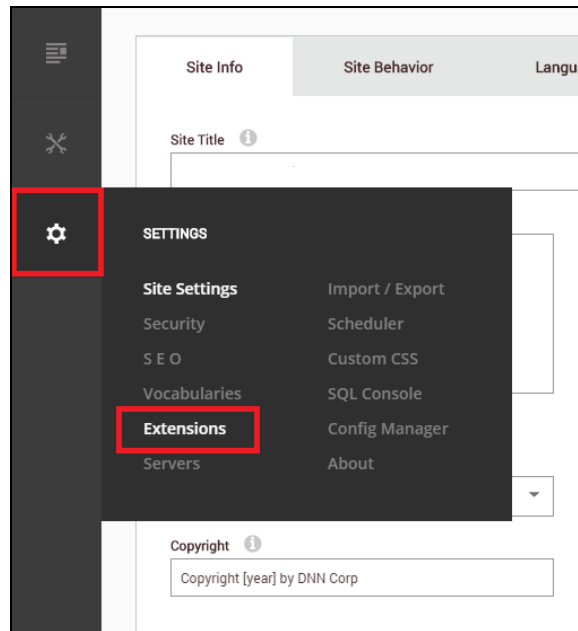 Site Info
Site Behavior
Langu
Site Title
SETTINGS
Site Settings
Security
S E O
Vocabularies
Extensions
Servers
Import / Export
Scheduler
Custom CSS
SQL Console
Config Manager
About
Copyright
Copyright [year] by DNN Corp